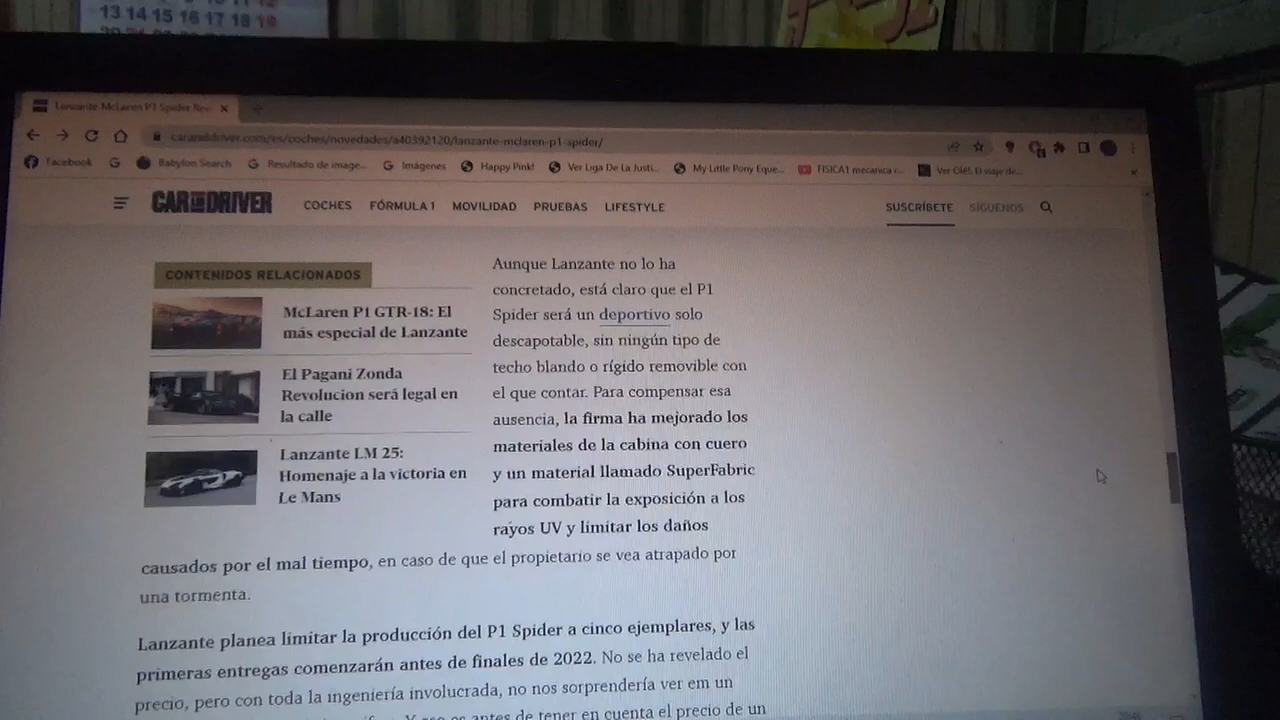 13 14 15 16 17 18 19
Lanzante McLaren P1 Spider Rev
caranddriver.com/es/coches/novedades/a40392120/lanzante-mclaren-p1-spider/
Facebook
Babylon Search
Resultado de image...
Imágenes
Happy Pink!
Ver Liga De La Justi...
My Little Pony Eque...
FISICA1 mecanica c...
CAR AND DRIVER
COCHES
FÓRMULA 1
MOVILIDAD
PRUEBAS
LIFESTYLE
SUSCRÍBETE
SÍGUENOS
CONTENIDOS RELACIONADOS
McLaren P1 GTR-18: El
más especial de Lanzante
El Pagani Zonda
Revolucion será legal en
la calle
Lanzante LM 25:
Homenaje a la victoria en
Le Mans
Aunque Lanzante no lo ha
concretado, está claro que el P1
Spider será un deportivo solo
descapotable, sin ningún tipo de
techo blando o rígido removible con
el que contar. Para compensar esa
ausencia, la firma ha mejorado los
materiales de la cabina con cuero
y un material llamado SuperFabric
para combatir la exposición a los
rayos UV y limitar los daños
causados por el mal tiempo, en caso de que el propietario se vea atrapado por
una tormenta.
Lanzante planea limitar la producción del P1 Spider a cinco ejemplares, y las
primeras entregas comenzarán antes de finales de 2022. No se ha revelado el
precio, pero con toda la ingeniería involucrada, no nos sorprendería ver em un
antes de tener en cuenta el precio de un